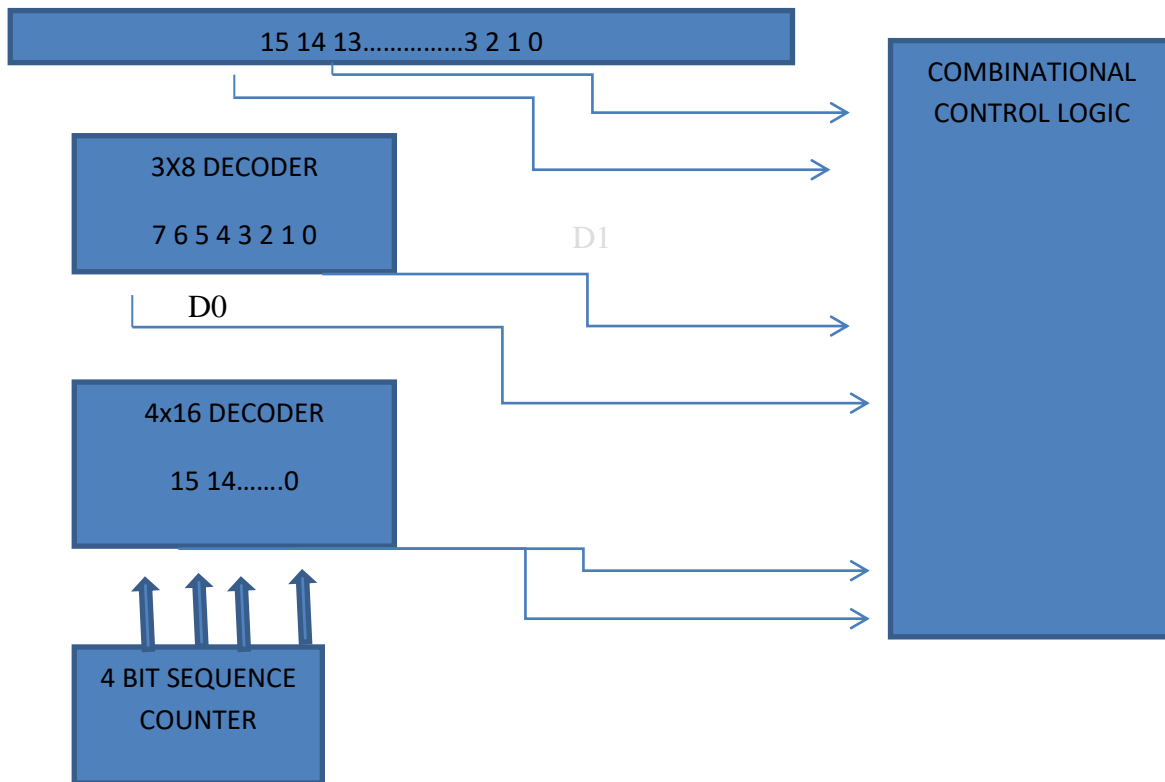 15 14 13……………3 2 1 0
COMBINATIONAL
CONTROL LOGIC
3X8 DECODER
7 6 5 4 3 2 1 0
D1
D0
4x16 DECODER
15 14…….0
4 BIT SEQUENCE
COUNTER